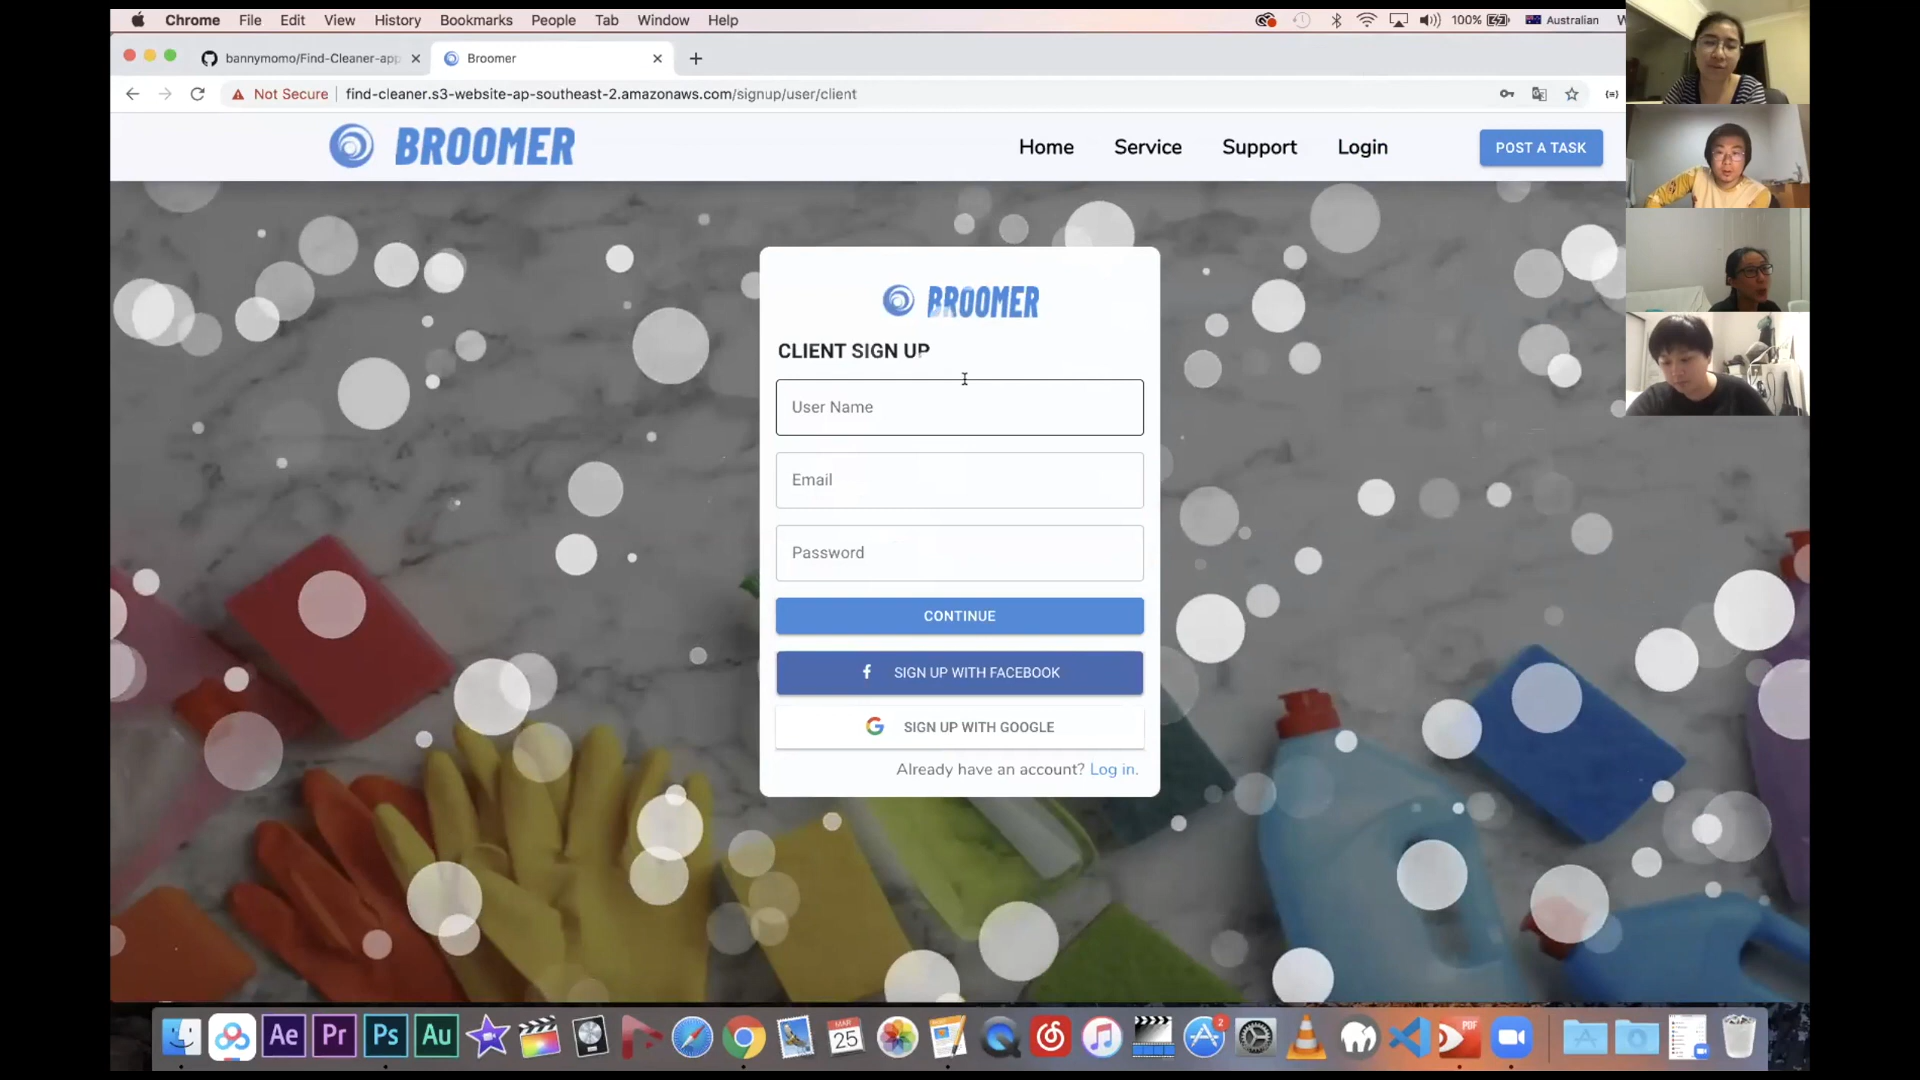 Chrome File Edit View History Bookmarks People Tab Window Help 100% Australian
bannymomo/Find-Cleaner-app Broomer
Not Secure find-cleaner.s3-website-ap-southeast-2.amazonaws.com/signup/user/client
BROOMER Home Service Support Login POST A TASK
BROOMER
CLIENT SIGN UP
User Name
Email
Password
CONTINUE
SIGN UP WITH FACEBOOK
SIGN UP WITH GOOGLE
Already have an account? Log in.
Ae Pr Ps Au MAR 25 2 PDF